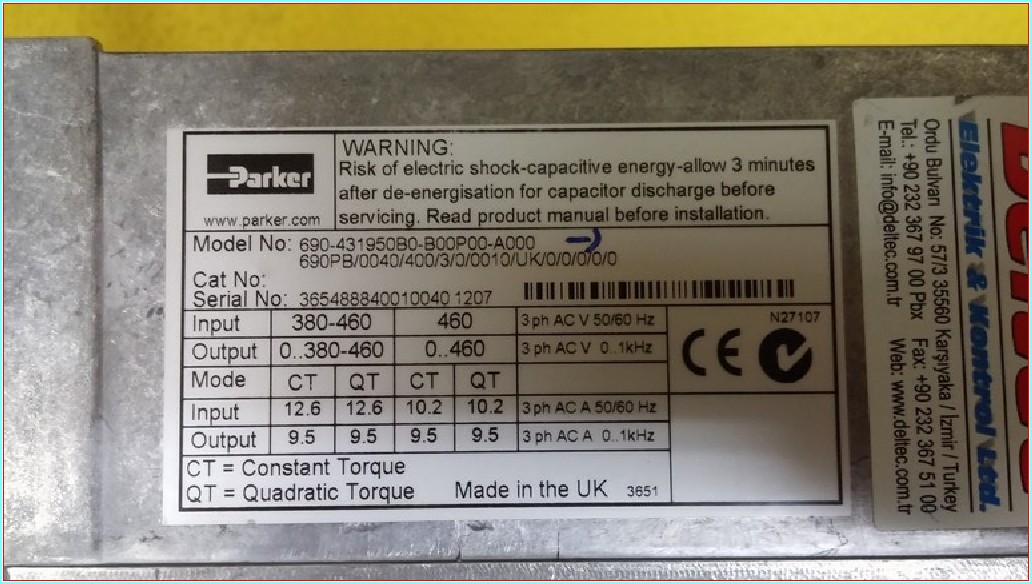 Parker
www.parker.com
WARNING:
Risk of electric shock-capacitive energy-allow 3 minutes
after de-energisation for capacitor discharge before
servicing. Read product manual before installation.
Model No: 690-431950B0-B00P00-A000
690PB/0040/400/3/0/0010/UK/0/0/0/0/0
Cat No:
Serial No: 365488840010040 1207
Input 380-460 460 3 ph AC V 50/60 Hz
Output 0..380-460 0..460 3 ph AC V 0..1kHz
Mode CT QT CT QT
Input 12.6 12.6 10.2 10.2 3 ph AC A 50/60 Hz
Output 9.5 9.5 9.5 9.5 3 ph AC A 0..1kHz
N27107
CE
CT = Constant Torque
QT = Quadratic Torque Made in the UK 3651
Elektrik & Kontrol Ltd.
Ordu Bulvarı No: 57/3 35560 Karşıyaka / İzmir / Turkey
Tel.: +90 232 367 97 00 Pbx Fax: +90 232 367 51 00
E-mail: info@deltec.com.tr Web: www.deltec.com.tr